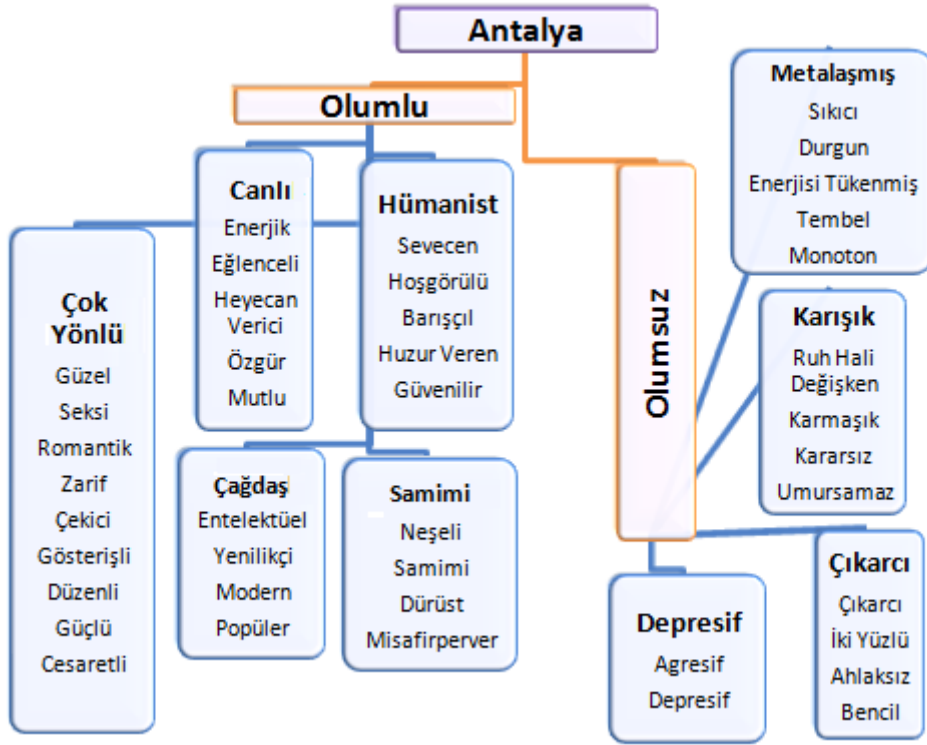 Antalya
Olumlu
Çok
Yönlü
Güzel
Seksi
Romantik
Zarif
Çekici
Gösterişli
Düzenli
Güçlü
Cesaretli
Canlı
Enerjik
Eğlenceli
Heyecan
Verici
Özgür
Mutlu
Hümanist
Sevecen
Hoşgörülü
Barışçıl
Huzur Veren
Güvenilir
Çağdaş
Entelektüel
Yenilikçi
Modern
Popüler
Samimi
Neşeli
Samimi
Dürüst
Misafirperver
Olumsuz
Metalaşmış
Sıkıcı
Durgun
Enerjisi Tükenmiş
Tembel
Monoton
Karışık
Ruh Hali
Değişken
Karmaşık
Kararsız
Umursamaz
Depresif
Agresif
Depresif
Çıkarcı
Çıkarcı
İki Yüzlü
Ahlaksız
Bencil